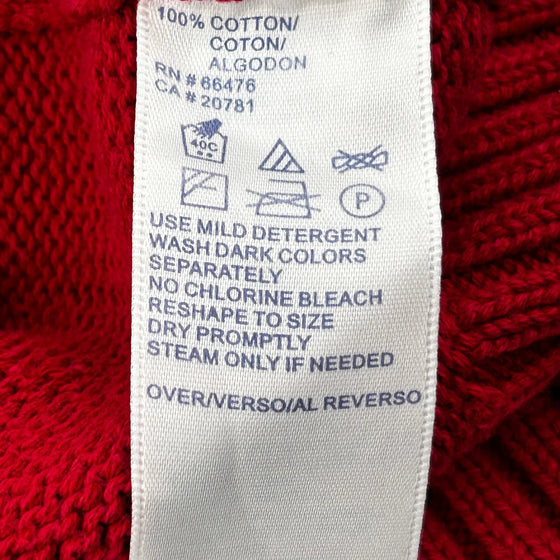 100% COTTON/
COTON/
ALGODON
RN # 66476
CA # 20781
40C
P
USE MILD DETERGENT
WASH DARK COLORS
SEPARATELY
NO CHLORINE BLEACH
RESHAPE TO SIZE
DRY PROMPTLY
STEAM ONLY IF NEEDED
OVER/VERSO/AL REVERSO